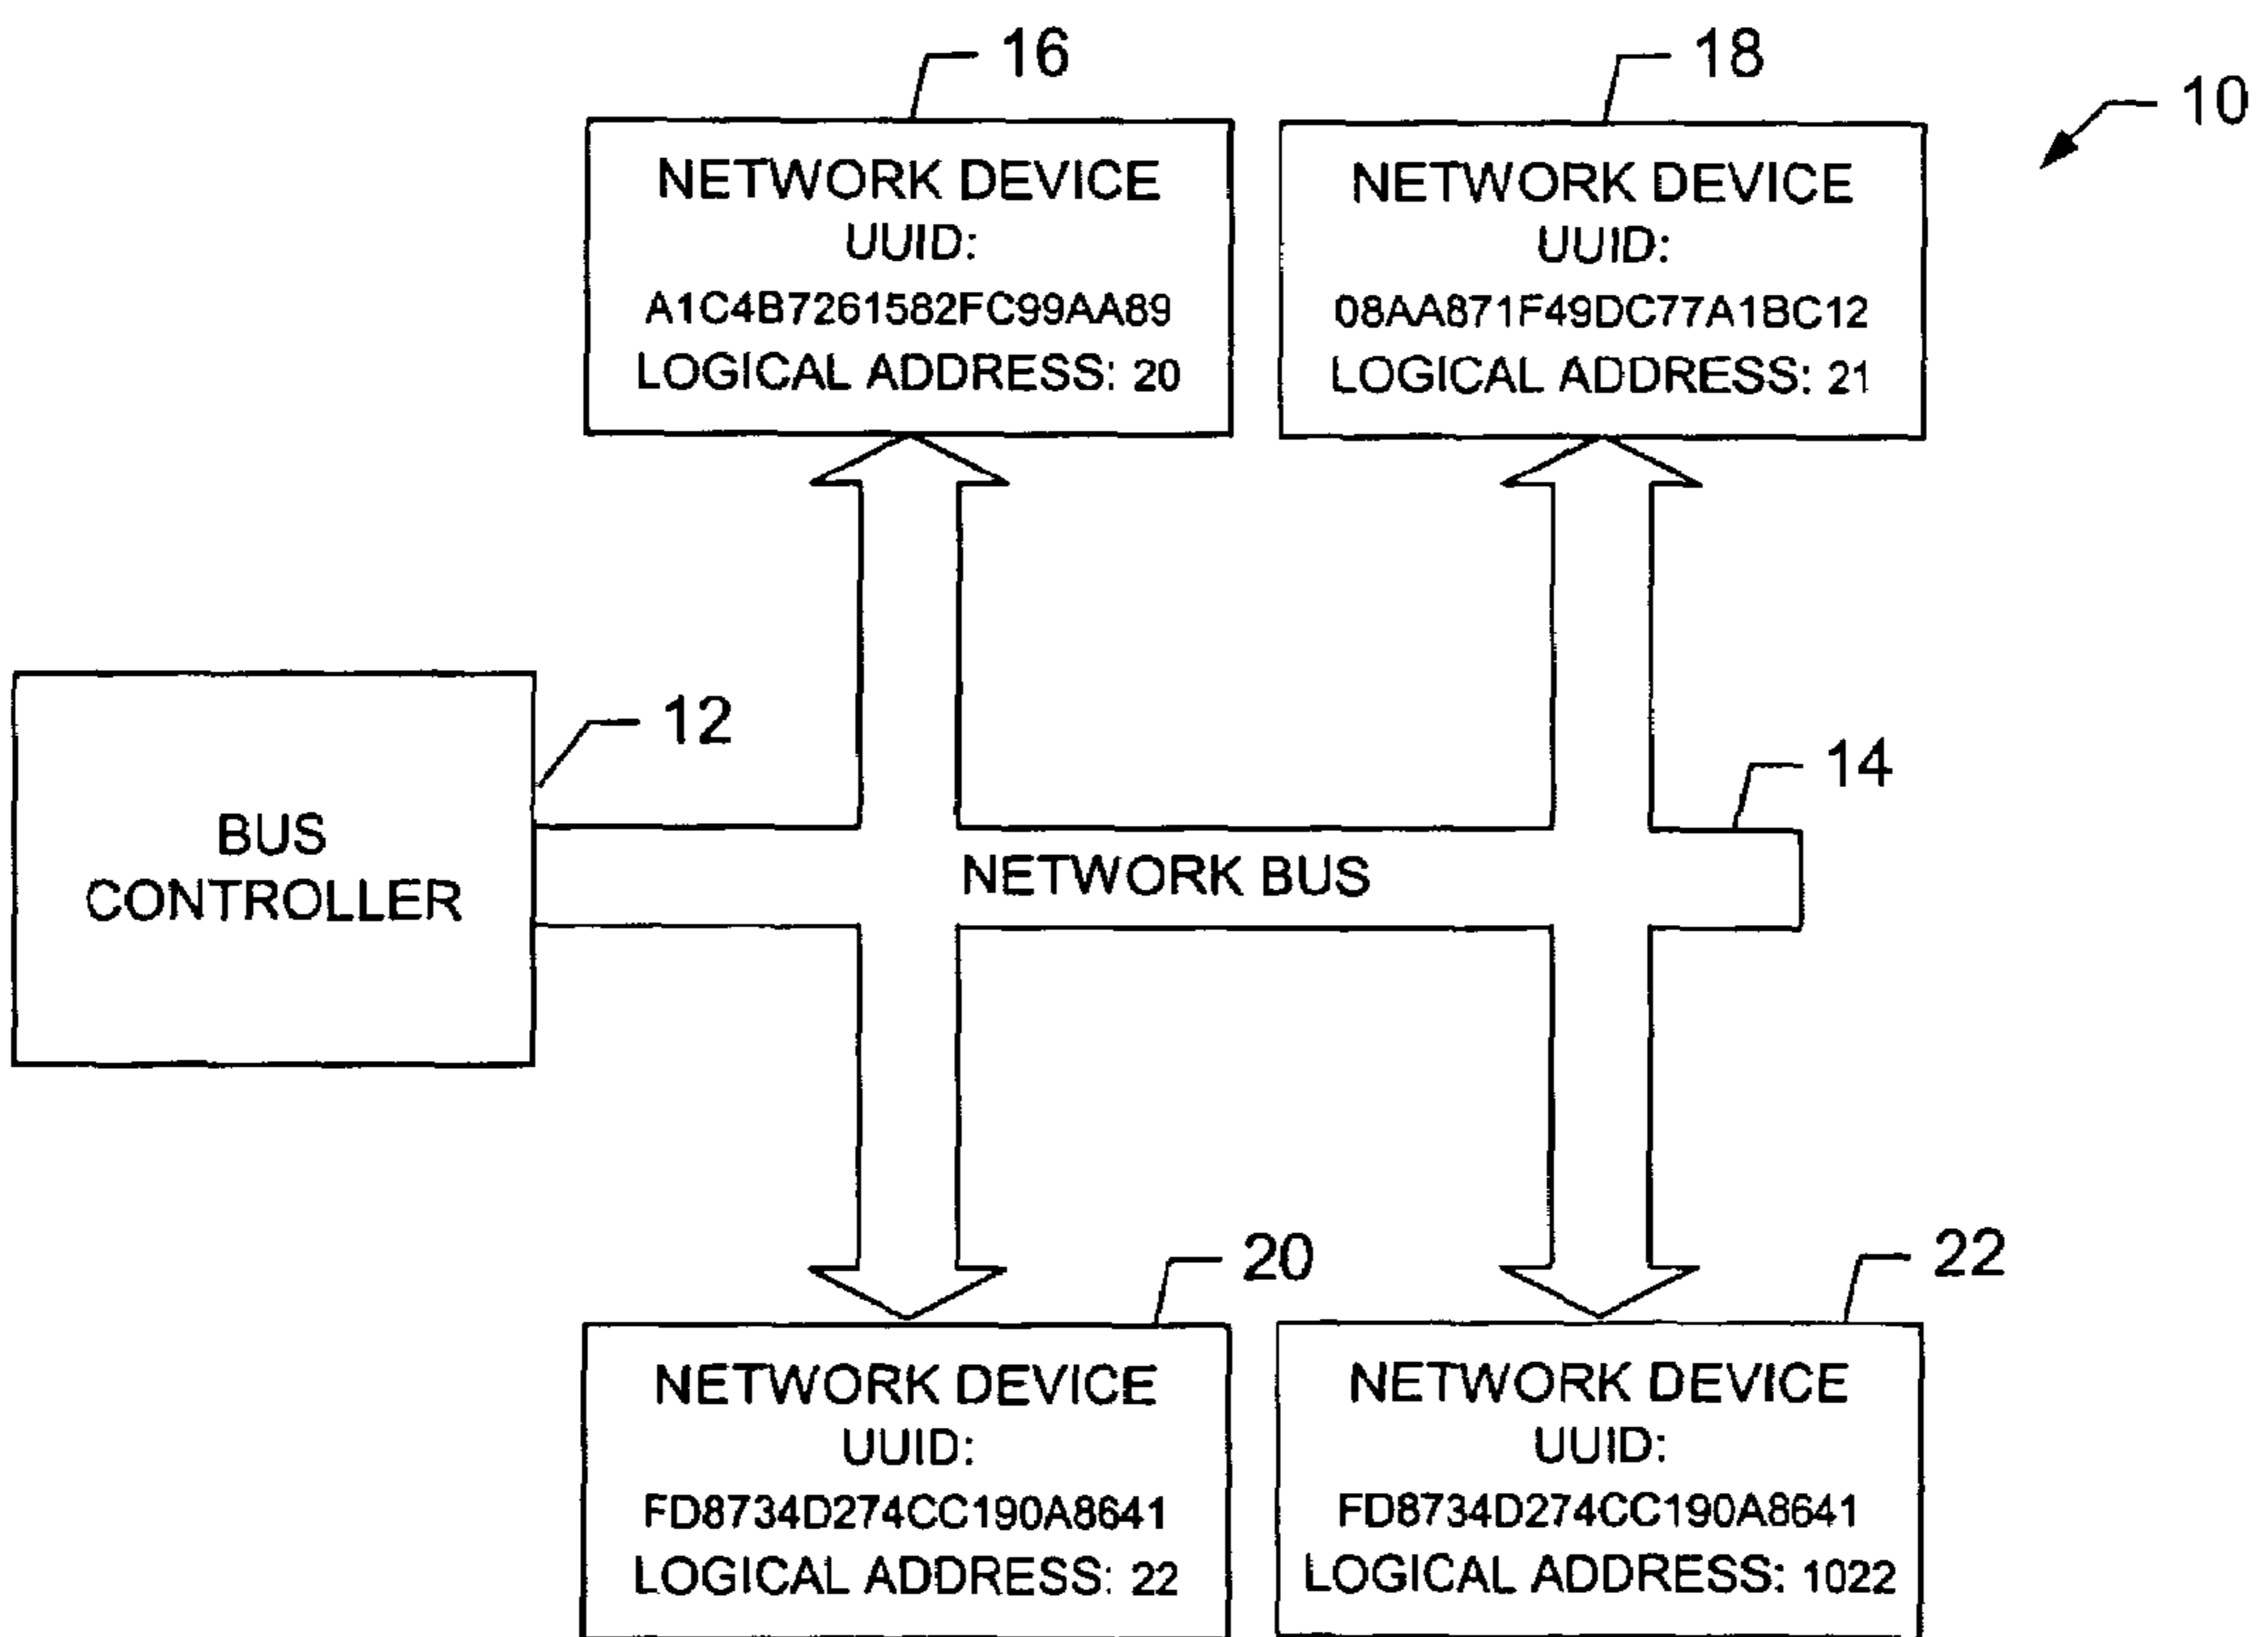 16
18
10
NETWORK DEVICE
UUID:
A1C4B7261582FC99AA89
LOGICAL ADDRESS: 20
NETWORK DEVICE
UUID:
08AA871F49DC77A1BC12
LOGICAL ADDRESS: 21
12
BUS
CONTROLLER
14
NETWORK BUS
20
22
NETWORK DEVICE
UUID:
FD8734D274CC190A8641
LOGICAL ADDRESS: 22
NETWORK DEVICE
UUID:
FD8734D274CC190A8641
LOGICAL ADDRESS: 1022